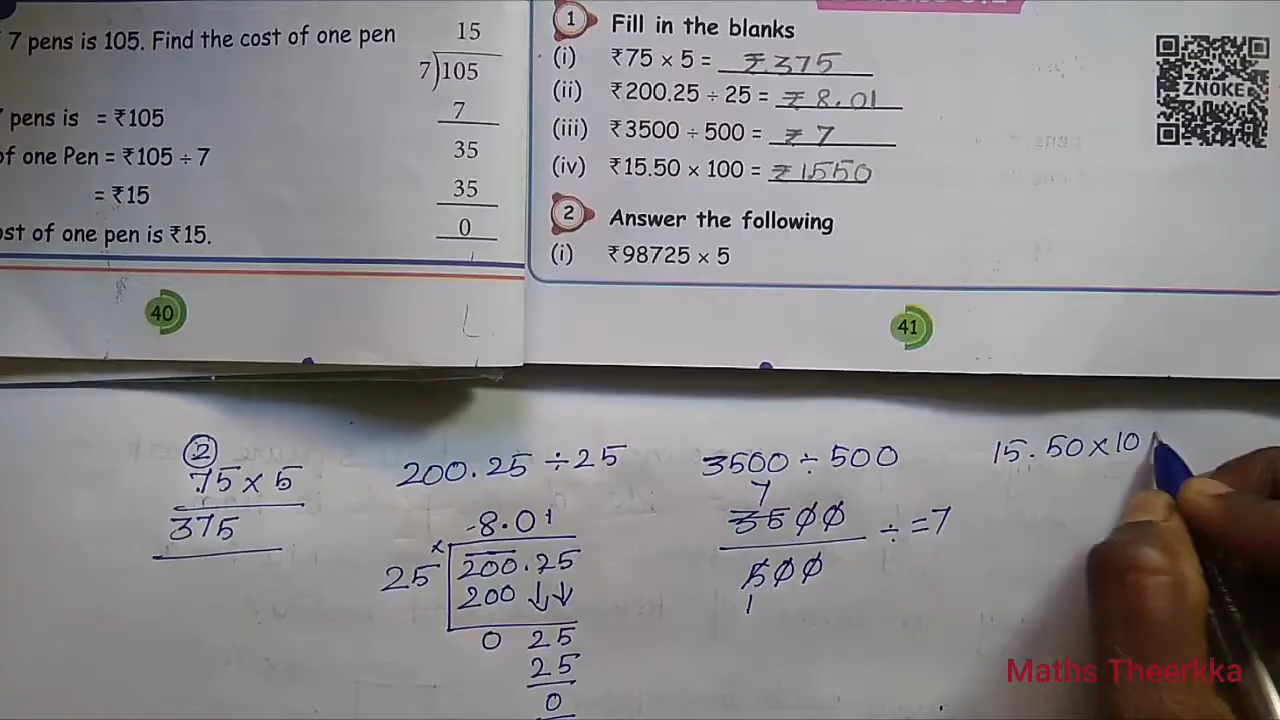 7 pens is 105. Find the cost of one pen
15
7)105
7
35
35
0
pens is = ₹105
of one Pen = ₹105 ÷ 7
= ₹15
ost of one pen is ₹15.
40
1 Fill in the blanks
(i) ₹75 × 5 = ₹375
(ii) ₹200.25 ÷ 25 = ₹8.01
(iii) ₹3500 ÷ 500 = ₹7
(iv) ₹15.50 × 100 = ₹1550
2 Answer the following
(i) ₹98725 × 5
41
ZNOKE
2
75 × 5
375
200.25 ÷ 25
8.01
25 200.25
200
0 25
25
0
3500 ÷ 500
7
3500 ÷ = 7
500
1
15.50 × 10
Maths Theerkka